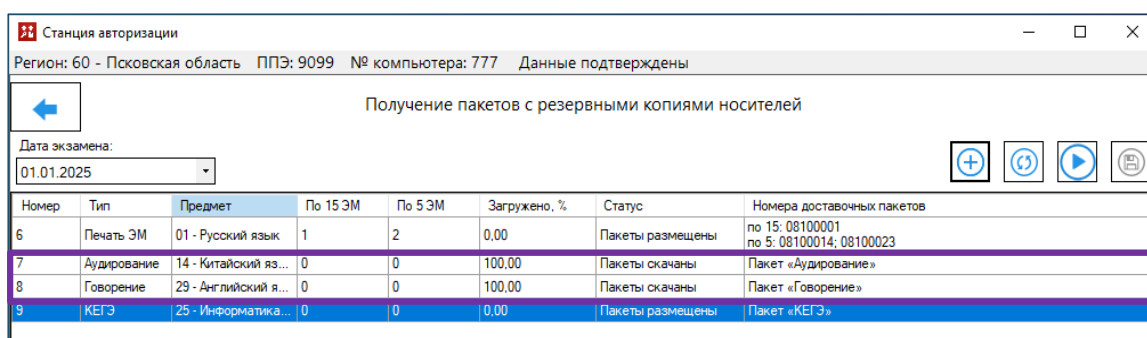 Станция авторизации
Регион: 60 - Псковская область ППЭ: 9099 № компьютера: 777 Данные подтверждены
Получение пакетов с резервными копиями носителей
Дата экзамена:
01.01.2025
Номер Тип Предмет По 15 ЭМ По 5 ЭМ Загружено, % Статус Номера доставочных пакетов
6 Печать ЭМ 01 - Русский язык 1 2 0,00 Пакеты размещены по 15: 08100001
по 5: 08100014; 08100023
7 Аудирование 14 - Китайский яз... 0 0 100,00 Пакеты скачаны Пакет «Аудирование»
8 Говорение 29 - Английский я... 0 0 100,00 Пакеты скачаны Пакет «Говорение»
9 КЕГЭ 25 - Информатика... 0 0 0,00 Пакеты размещены Пакет «КЕГЭ»